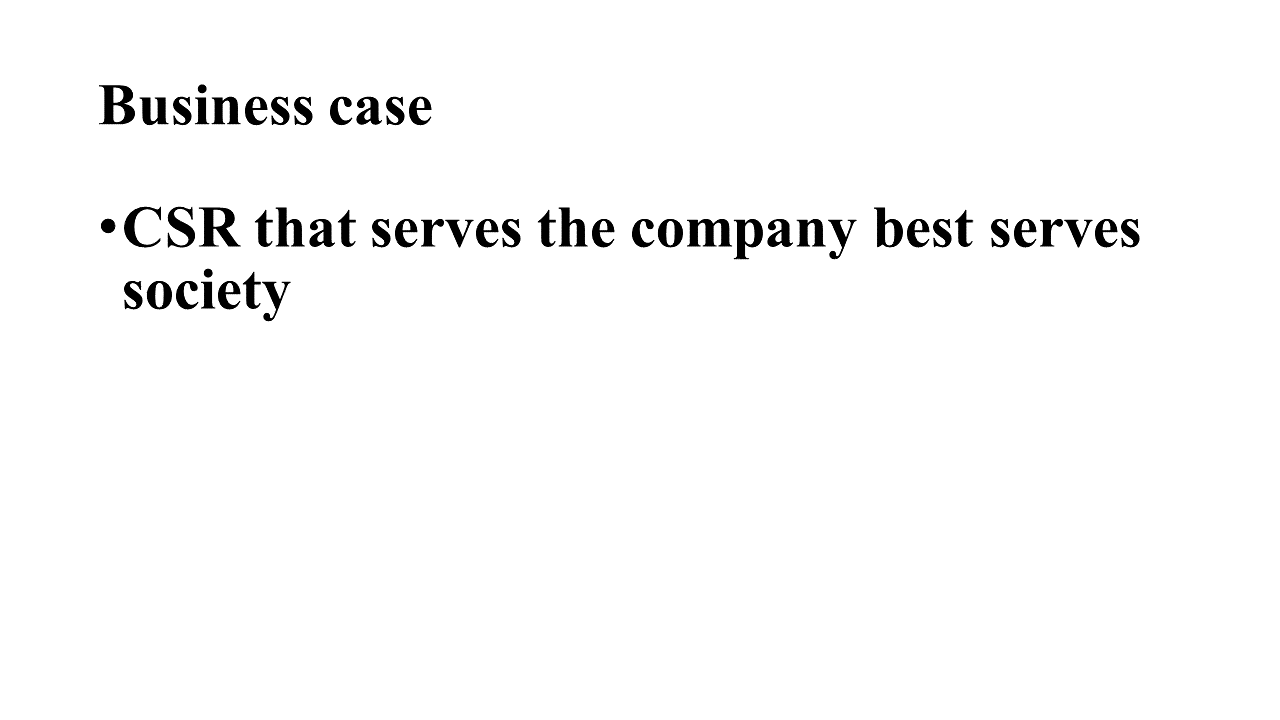 Business case
•CSR that serves the company best serves
society